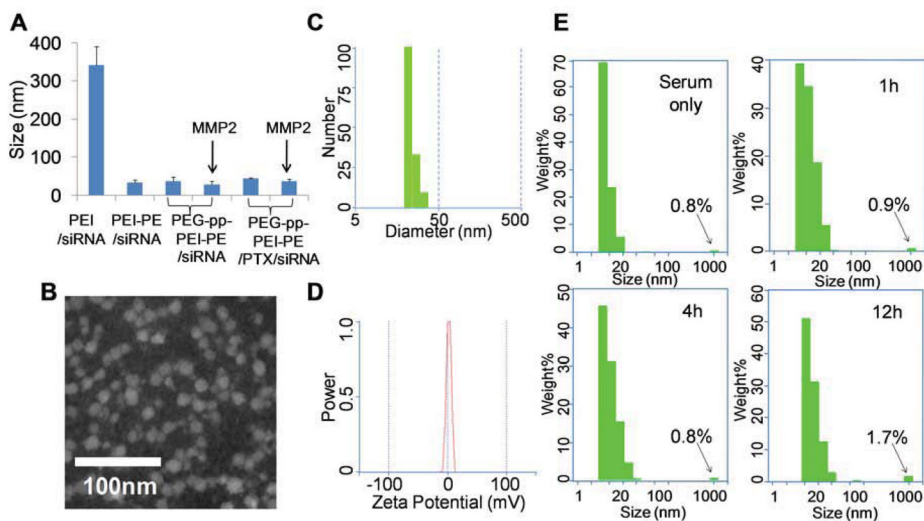 A
Size (nm)
400
300
200
100
0
MMP2
MMP2
PEI
/siRNA
PEI-PE
/siRNA
PEG-pp-
PEI-PE
/siRNA
PEG-pp-
PEI-PE
/PTX/siRNA
B
100nm
C
Number
100
75
50
25
0
5
50
500
Diameter (nm)
D
Power
1.0
0.5
0
-100
0
100
Zeta Potential (mV)
E
Weight%
70
60
50
40
30
20
10
0
Serum
only
0.8%
1
20
100
1000
Size (nm)
Weight%
40
30
20
10
0
1h
0.9%
1
20
100
1000
Size (nm)
Weight%
50
40
30
20
10
0
4h
0.8%
1
20
100
1000
Size (nm)
Weight%
60
50
40
30
20
10
0
12h
1.7%
1
20
100
1000
Size (nm)